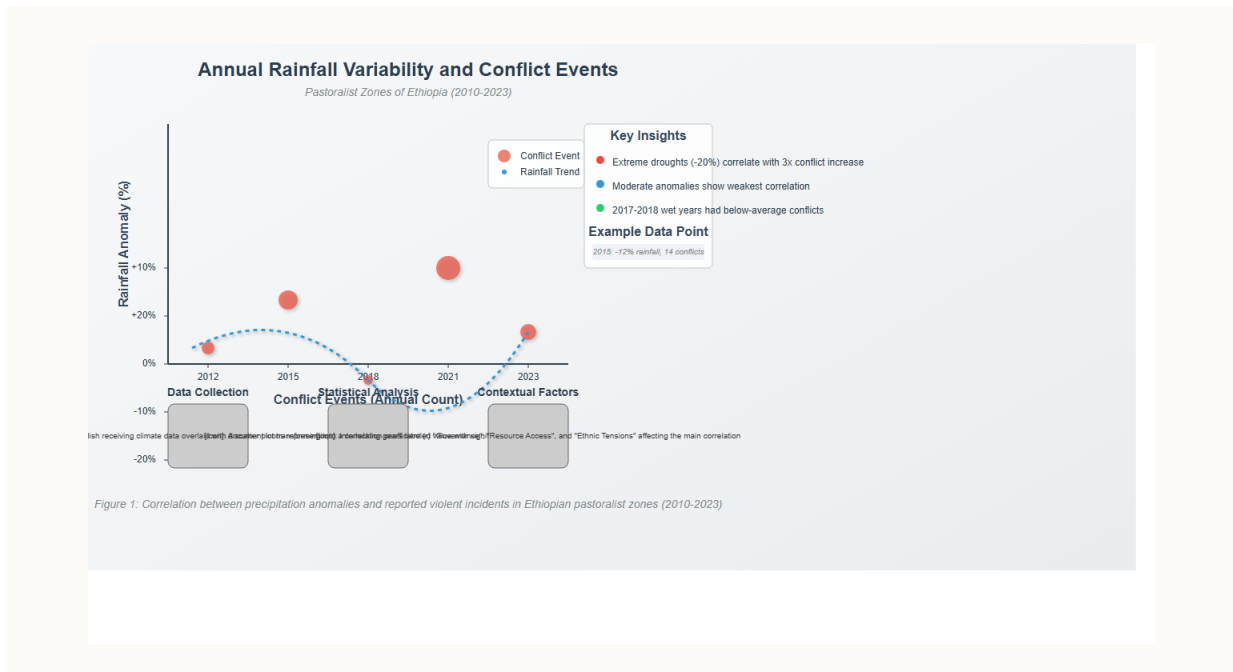 Annual Rainfall Variability and Conflict Events
Pastoralist Zones of Ethiopia (2010-2023)
Rainfall Anomaly (%)
+10%
+20%
0%
-10%
-20%
2012
2015
2018
2021
2023
Conflict Events (Annual Count)
Conflict Event
Rainfall Trend
Key Insights
Extreme droughts (-20%) correlate with 3x conflict increase
Moderate anomalies show weakest correlation
2017-2018 wet years had below-average conflicts
Example Data Point
2015: -12% rainfall, 14 conflicts
Data Collection
Statistical Analysis
Contextual Factors
receiving climate data
"Resource Access", and "Ethnic Tensions" affecting the main correlation
Figure 1: Correlation between precipitation anomalies and reported violent incidents in Ethiopian pastoralist zones (2010-2023)